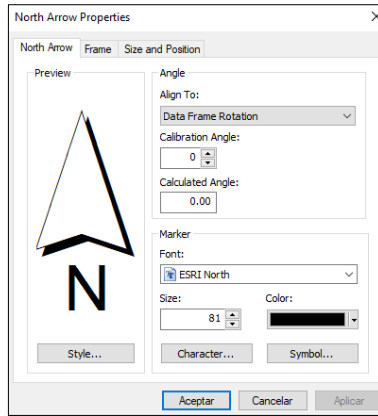 North Arrow Properties
North Arrow Frame Size and Position
Preview
N
Style...
Angle
Align To:
Data Frame Rotation
Calibration Angle:
0
Calculated Angle:
0.00
Marker
Font:
ESRI North
Size: Color:
81
Character... Symbol...
Aceptar Cancelar Aplicar